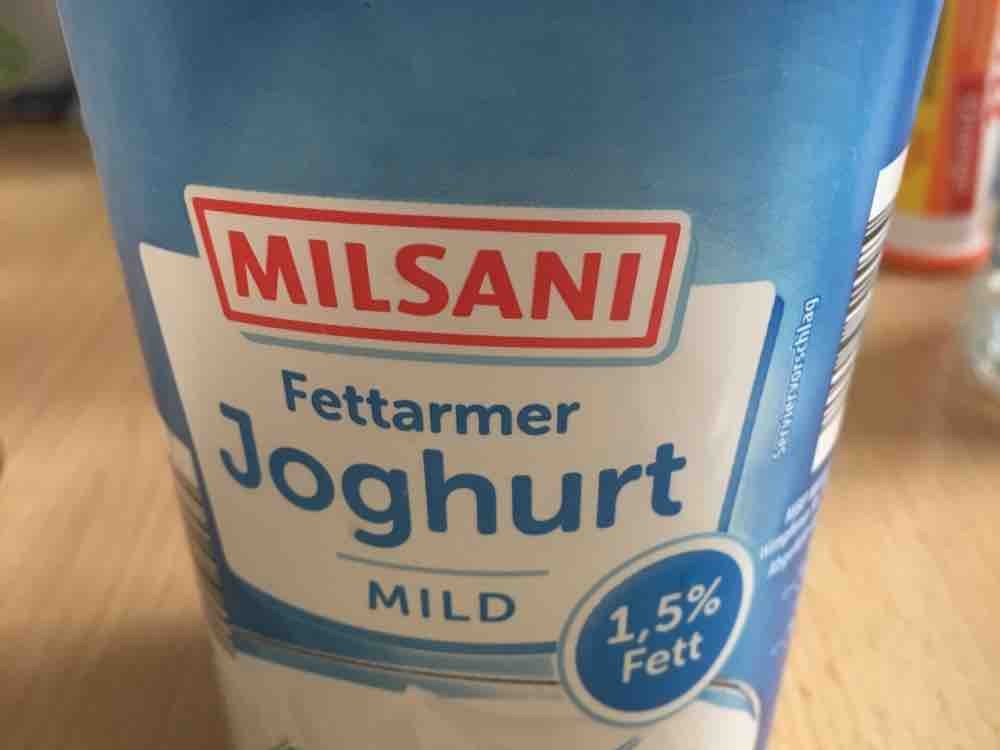 MILSANI
Fettarmer
Joghurt
MILD
1,5%
Fett
Serviervorschlag